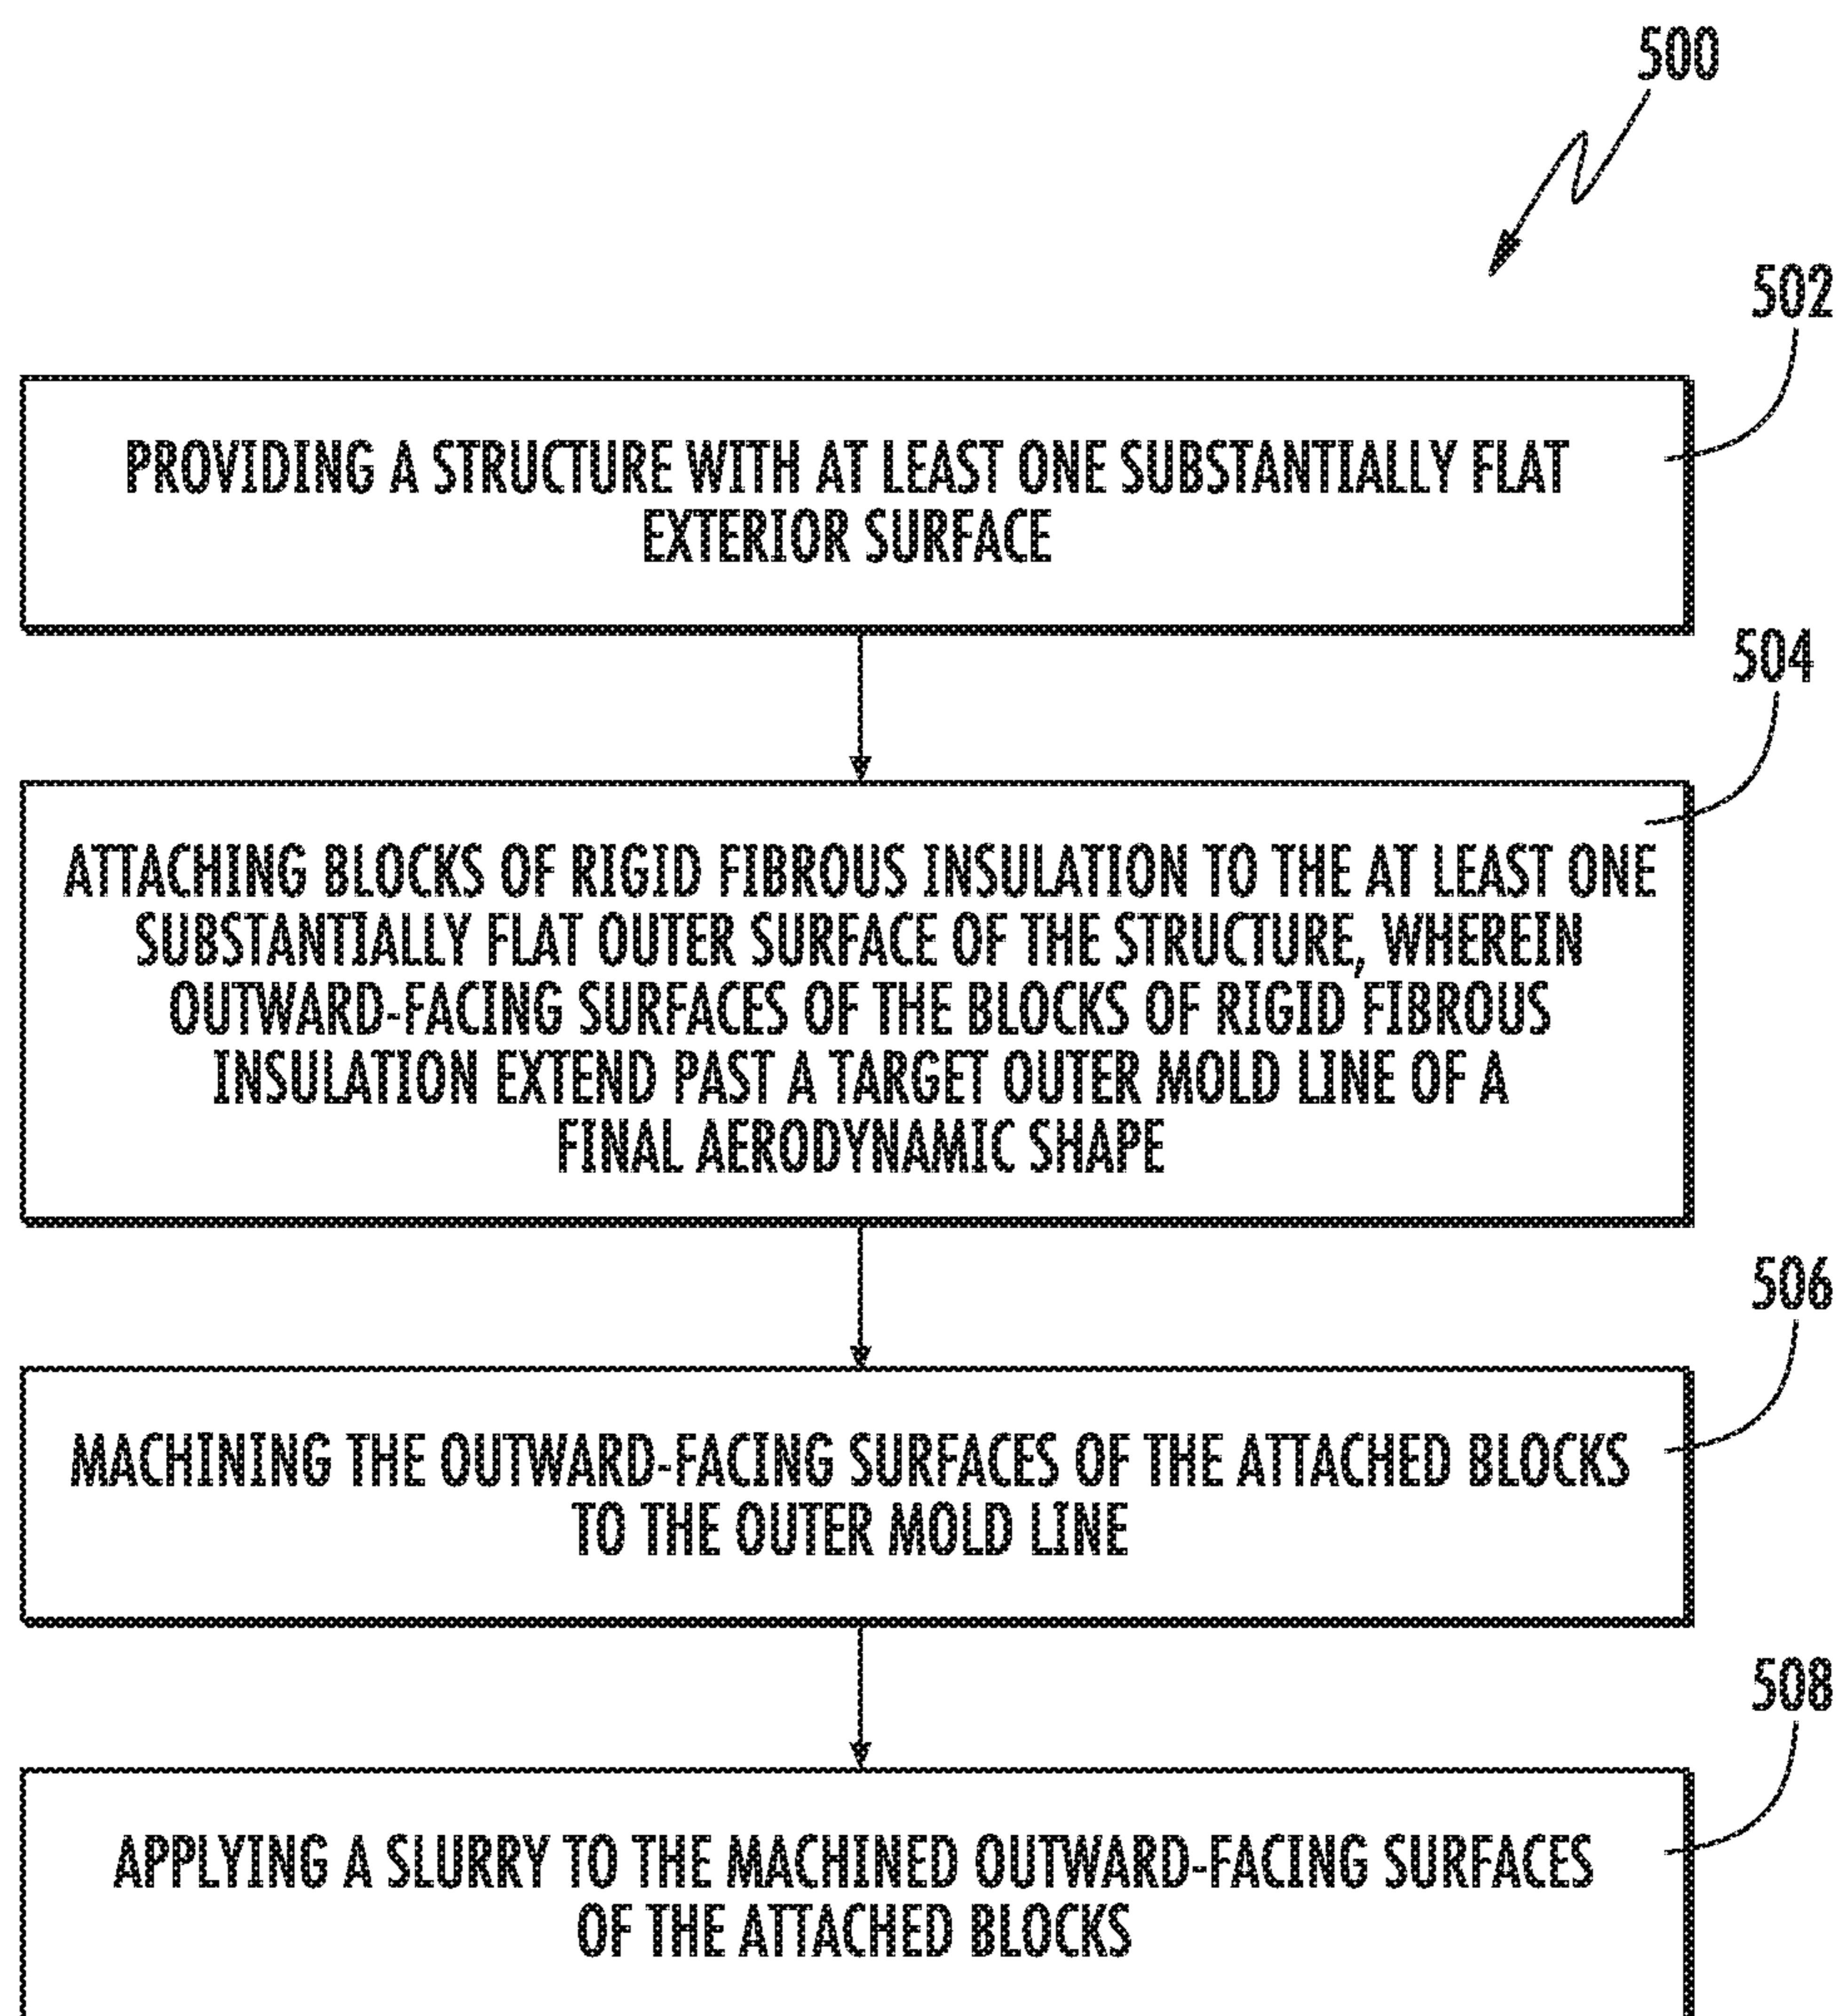 500
502
PROVIDING A STRUCTURE WITH AT LEAST ONE SUBSTANTIALLY FLAT
EXTERIOR SURFACE
504
ATTACHING BLOCKS OF RIGID FIBROUS INSULATION TO THE AT LEAST ONE
SUBSTANTIALLY FLAT OUTER SURFACE OF THE STRUCTURE, WHEREIN
OUTWARD-FACING SURFACES OF THE BLOCKS OF RIGID FIBROUS
INSULATION EXTEND PAST A TARGET OUTER MOLD LINE OF A
FINAL AERODYNAMIC SHAPE
506
MACHINING THE OUTWARD-FACING SURFACES OF THE ATTACHED BLOCKS
TO THE OUTER MOLD LINE
508
APPLYING A SLURRY TO THE MACHINED OUTWARD-FACING SURFACES
OF THE ATTACHED BLOCKS